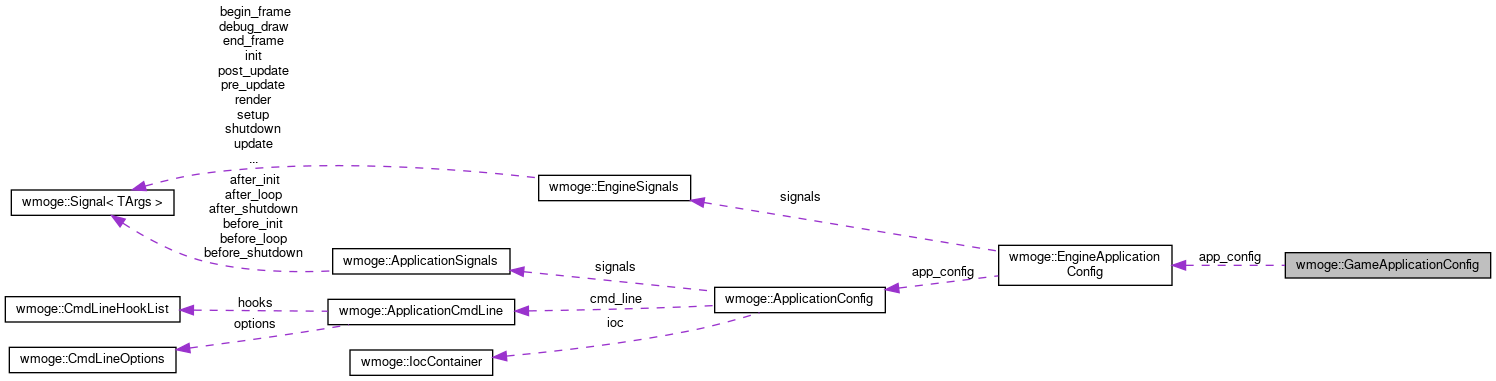 begin_frame
debug_draw
end_frame
init
post_update
pre_update
render
setup
shutdown
update
...
after_init
after_loop
after_shutdown
before_init
before_loop
before_shutdown
wmoge::Signal< TArgs >
wmoge::EngineSignals
signals
wmoge::ApplicationSignals
signals
wmoge::EngineApplication
Config
app_config
wmoge::GameApplicationConfig
app_config
wmoge::CmdLineHookList
hooks
wmoge::ApplicationCmdLine
cmd_line
wmoge::ApplicationConfig
options
ioc
wmoge::CmdLineOptions
wmoge::IocContainer